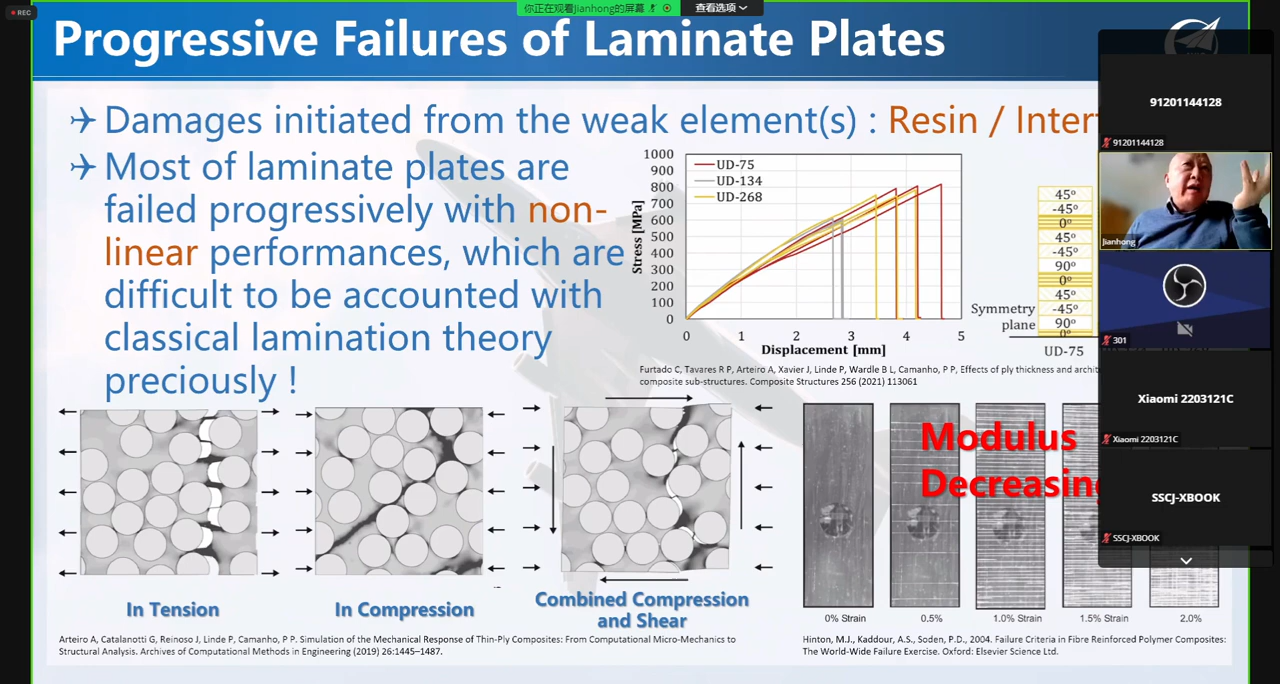 REC
你正在观看Jianhong的屏幕
查看选项
Progressive Failures of Laminate Plates
Damages initiated from the weak element(s) : Resin /
Most of laminate plates are
failed progressively with non-
linear performances, which are
difficult to be accounted with
classical lamination theory
preciously !
1000
900
800
700
600
500
400
300
200
100
0
Stress [MPa]
UD-75
UD-134
UD-268
0 1 2 3 4 5
Displacement [mm]
45°
-45°
0°
45°
-45°
90°
0°
45°
-45°
90°
0°
Symmetry
plane
UD-75
Furtado C, Tavares R P, Arteiro A, Xavier J, Linde P, Wardle B L, Camanho, P P, Effects of ply thickness and
composite sub-structures. Composite Structures 256 (2021) 113061
In Tension
In Compression
Combined Compression
and Shear
Modulus
Decreasing
0% Strain 0.5% 1.0% Strain 1.5% Strain 2.0%
Arteiro A, Catalanotti G, Reinoso J, Linde P, Camanho, P P. Simulation of the Mechanical Response of Thin-Ply Composites: From Computational Micro-Mechanics to
Structural Analysis. Archives of Computational Methods in Engineering (2019) 26:1445–1487.
Hinton, M.J., Kaddour, A.S., Soden, P.D., 2004. Failure Criteria in Fibre Reinforced Polymer Composites:
The World-Wide Failure Exercise. Oxford: Elsevier Science Ltd.
91201144128
91201144128
Jianhong
301
Xiaomi 2203121C
Xiaomi 2203121C
SSCJ-XBOOK
SSCJ-XBOOK